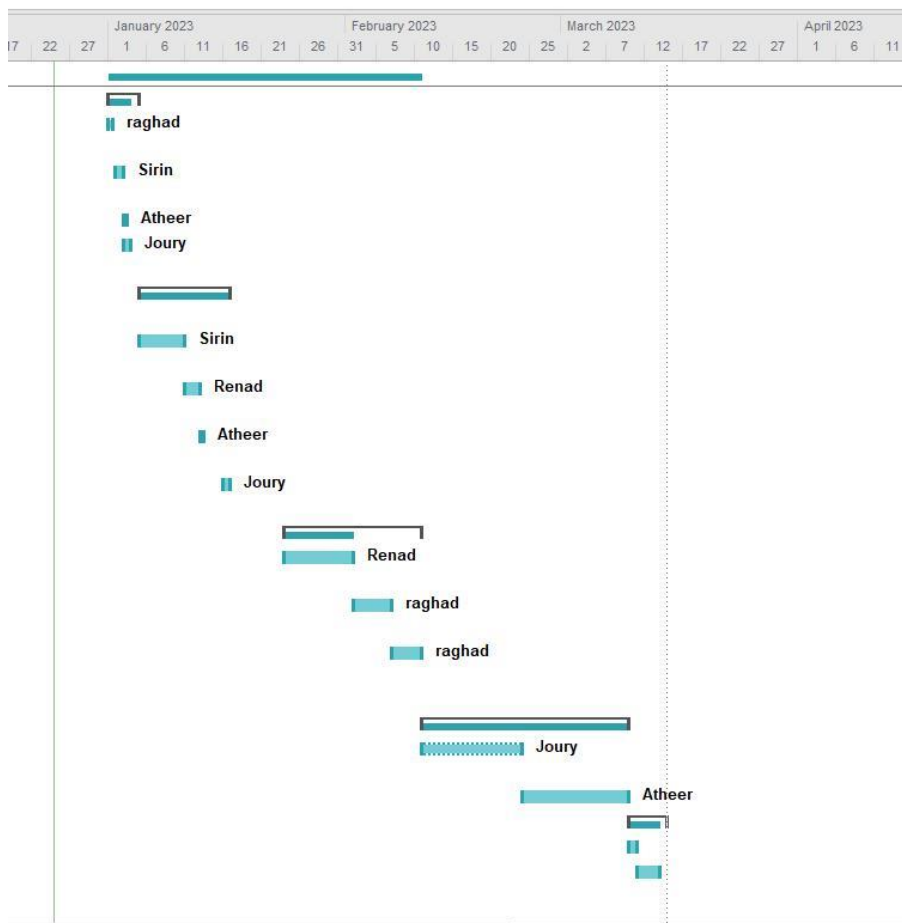 January 2023 February 2023 March 2023 April 2023
17 22 27 1 6 11 16 21 26 31 5 10 15 20 25 2 7 12 17 22 27 1 6 11
raghad
Sirin
Atheer
Joury
Sirin
Renad
Atheer
Joury
Renad
raghad
raghad
Joury
Atheer